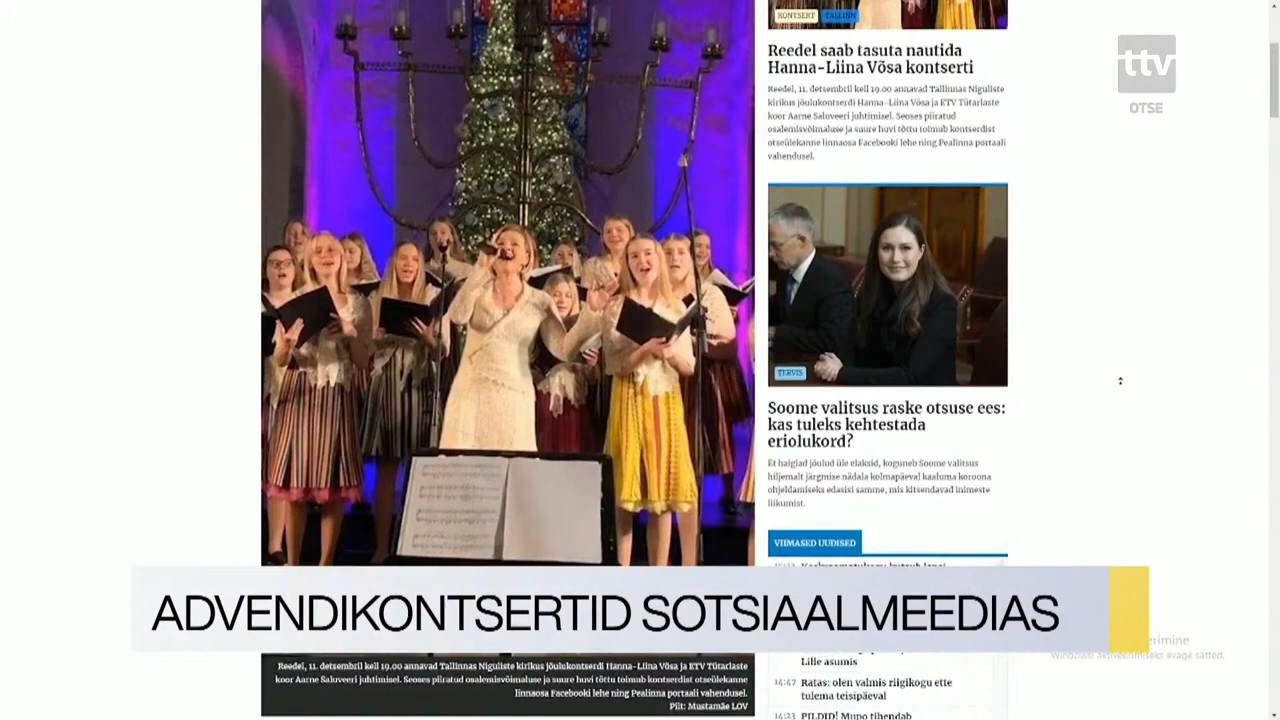 KONTSERT TALLINN
Reedel saab tasuta nautida
Hanna-Liina Võsa kontserti
Reedel, 11. detsembril kell 19.00 annavad Tallinnas Niguliste
kirikus jõulukontserdi Hanna-Liina Võsa ja ETV Tütarlaste
koor Aarne Saluveeri juhtimisel. Seoses piiratud
osalemisvõimaluse ja suure huvi tõttu toimub kontserdist
otseülekanne linnaosa Facebooki lehe ning Pealinna portaali
vahendusel.
ttv
OTSE
TERVIS
Soome valitsus raske otsuse ees:
kas tuleks kehtestada
eriolukord?
Et haiglad jõulud üle elaksid, koguneb Soome valitsus
hiljemalt järgmise nädala kolmapäeval kaaluma koroona
ohjeldamiseks edasisi samme, mis kitsendavad inimeste
liikumist.
VIIMASED UUDISED
ADVENDIKONTSERTID SOTSIAALMEEDIAS
Lille asumis
14:47 Ratas: olen valmis riigikogu ette
tulema teisipäeval
14:23 PILDID! Mupo tihendab
Reedel, 11. detsembril kell 19.00 annavad Tallinnas Niguliste kirikus jõulukontserdi Hanna-Liina Võsa ja ETV Tütarlaste
koor Aarne Saluveeri juhtimisel. Seoses piiratud osalemisvõimaluse ja suure huvi tõttu toimub kontserdist otseülekanne
linnaosa Facebooki lehe ning Pealinna portaali vahendusel.
Pilt: Mustamäe LOV